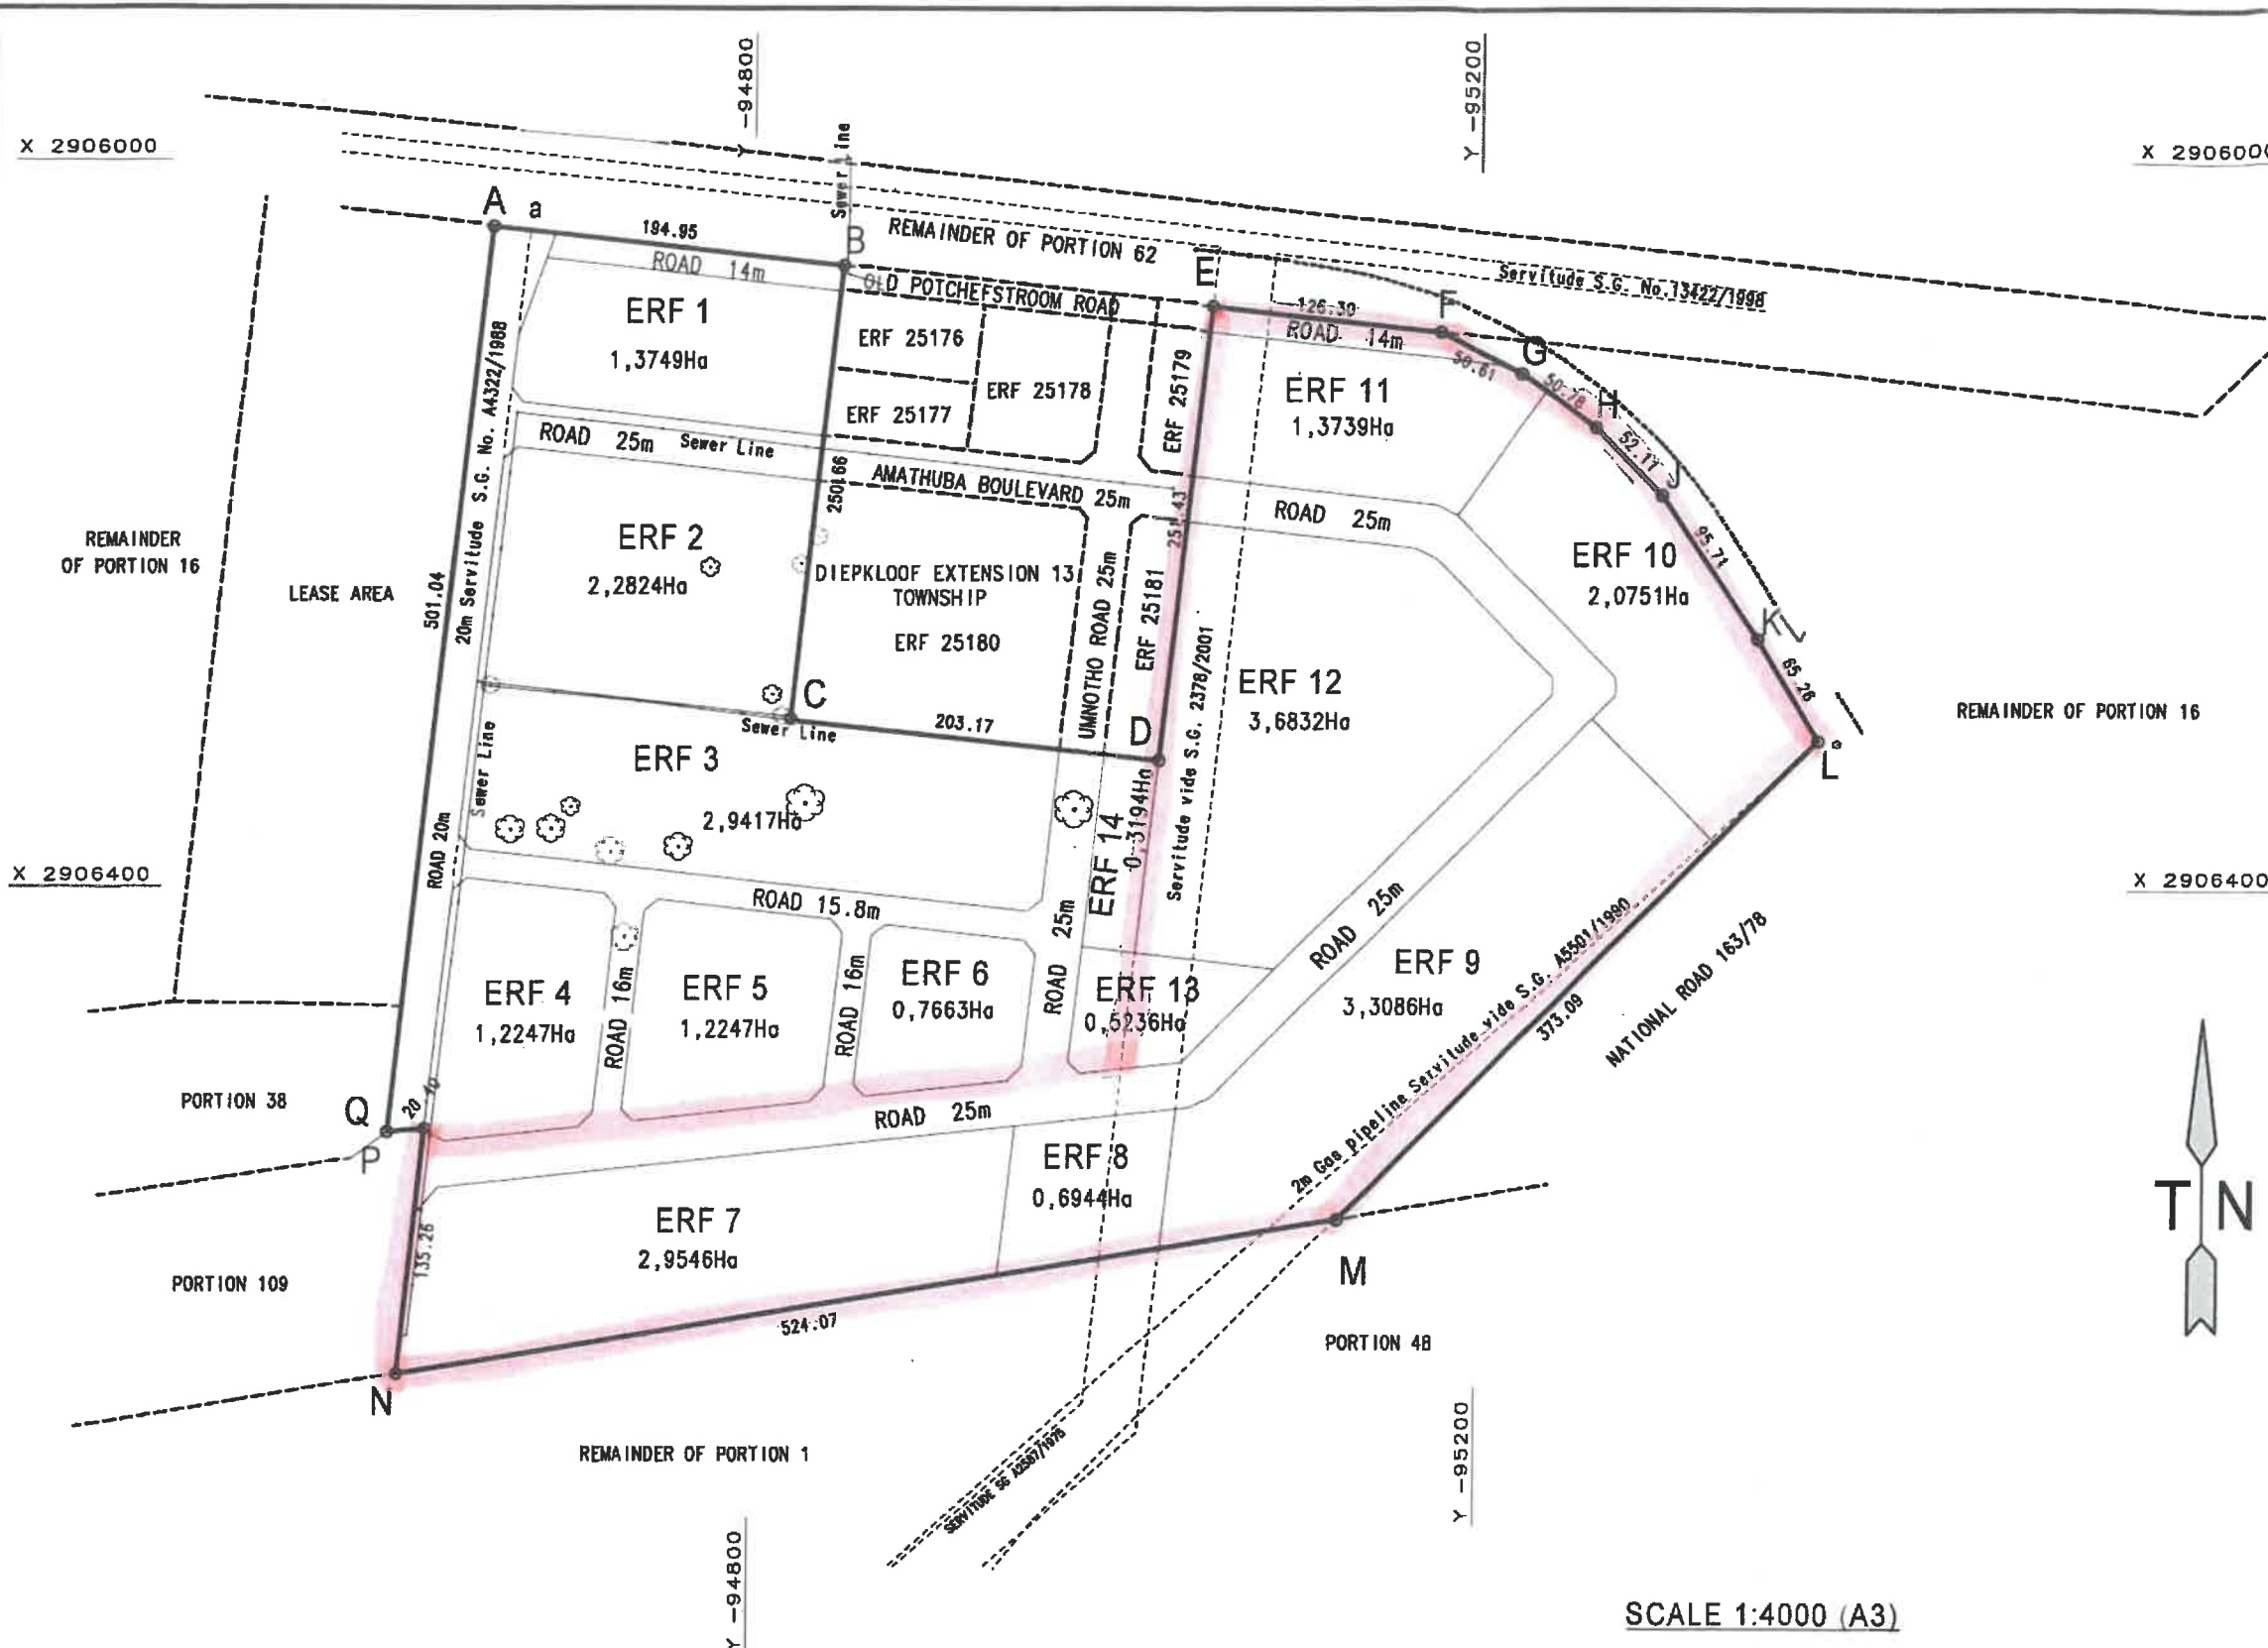 Y -94800
Y -95200
X 2906000
X 2906000
Sewer Line
A
a
194.95
B
REMAINDER OF PORTION 62
E
Servitude S.G. No.13422/1998
ROAD 14m
OLD POTCHEFSTROOM ROAD
126.30
F
ROAD 14m
ERF 1
1,3749Ha
ERF 25176
ERF 25178
ERF 25177
ERF 25179
50.61
G
50.78
H
52.17
J
ERF 11
1,3739Ha
20m Servitude S.G. No. A4322/1988
ROAD 25m
Sewer Line
250.66
AMATHUBA BOULEVARD 25m
251.43
ROAD 25m
95.71
REMAINDER
OF PORTION 16
LEASE AREA
501.04
ERF 2
2,2824Ha
DIEPKLOOF EXTENSION 13
TOWNSHIP
ERF 25180
UMNOTHO ROAD 25m
ERF 25181
ERF 10
2,0751Ha
K
65.26
C
Sewer Line
203.17
D
Servitude vide S.G. 2378/2001
ERF 12
3,6832Ha
REMAINDER OF PORTION 16
L
ERF 3
2,9417Ha
Sewer Line
ROAD 20m
0,3194Ha
ERF 14
X 2906400
X 2906400
ROAD 15.8m
ROAD 25m
ROAD 25m
ERF 4
1,2247Ha
ROAD 16m
ERF 5
1,2247Ha
ROAD 16m
ERF 6
0,7663Ha
ERF 13
0,5236Ha
ERF 9
3,3086Ha
2m Gas pipeline Servitude vide S.G. A5501/1990
373.09
NATIONAL ROAD 163/78
PORTION 38
Q
20.10
P
ROAD 25m
ERF 8
0,6944Ha
ERF 7
2,9546Ha
135.26
PORTION 109
M
T N
524.07
PORTION 48
N
REMAINDER OF PORTION 1
SERVITUDE SG A2587/1976
Y -95200
Y -94800
SCALE 1:4000 (A3)